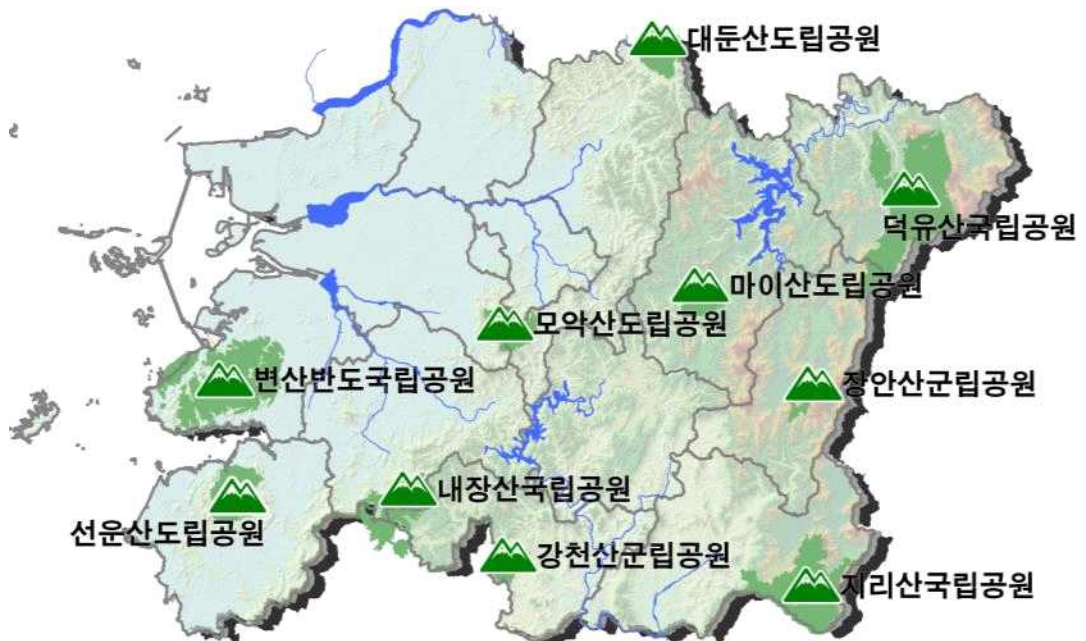 대둔산도립공원
덕유산국립공원
마이산도립공원
모악산도립공원
변산반도국립공원
장안산군립공원
내장산국립공원
선운산도립공원
강천산군립공원
지리산국립공원